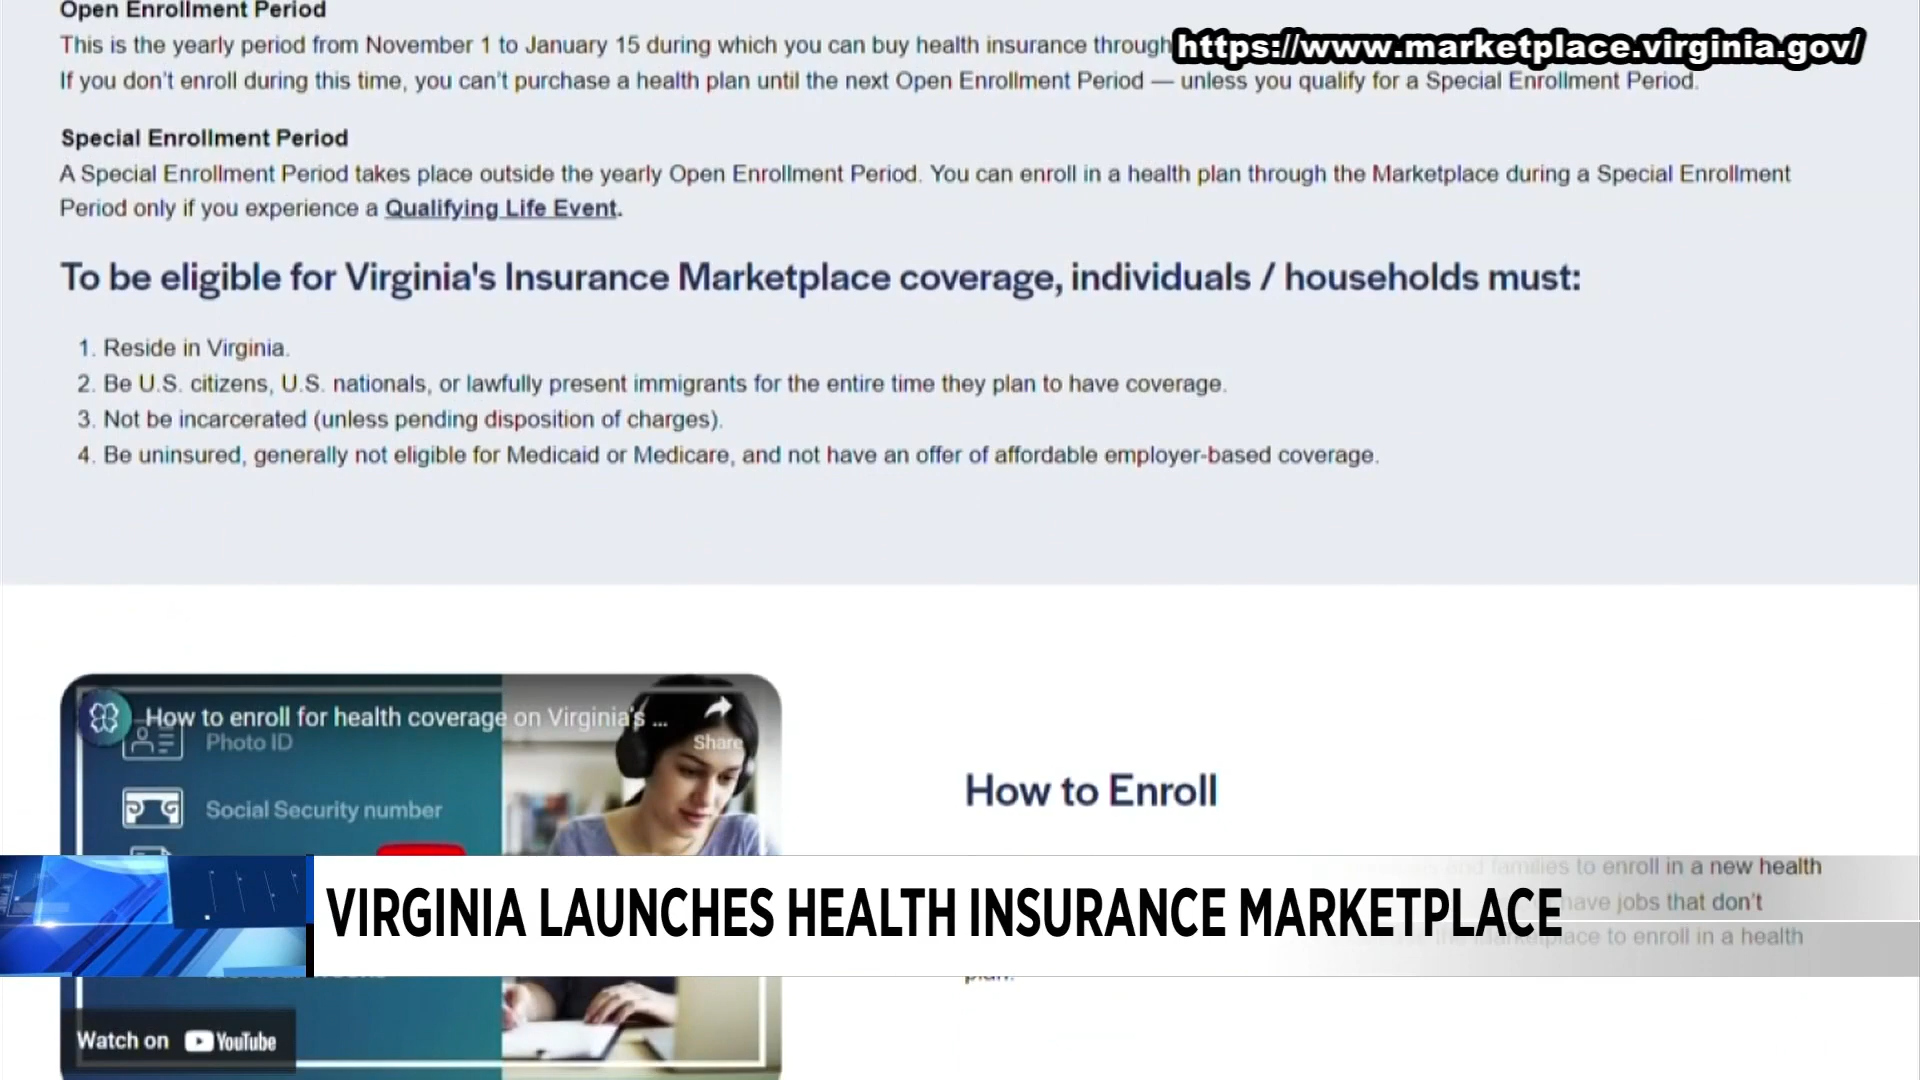 Open Enrollment Period
This is the yearly period from November 1 to January 15 during which you can buy health insurance through
https://www.marketplace.virginia.gov/
If you don't enroll during this time, you can't purchase a health plan until the next Open Enrollment Period — unless you qualify for a Special Enrollment Period.
Special Enrollment Period
A Special Enrollment Period takes place outside the yearly Open Enrollment Period. You can enroll in a health plan through the Marketplace during a Special Enrollment
Period only if you experience a Qualifying Life Event.
To be eligible for Virginia's Insurance Marketplace coverage, individuals / households must:
1. Reside in Virginia.
2. Be U.S. citizens, U.S. nationals, or lawfully present immigrants for the entire time they plan to have coverage.
3. Not be incarcerated (unless pending disposition of charges).
4. Be uninsured, generally not eligible for Medicaid or Medicare, and not have an offer of affordable employer-based coverage.
How to enroll for health coverage on Virginia's ...
Share
Photo ID
Social Security number
How to Enroll
and families to enroll in a new health
have jobs that don't
the Marketplace to enroll in a health
plan.
VIRGINIA LAUNCHES HEALTH INSURANCE MARKETPLACE
Watch on YouTube